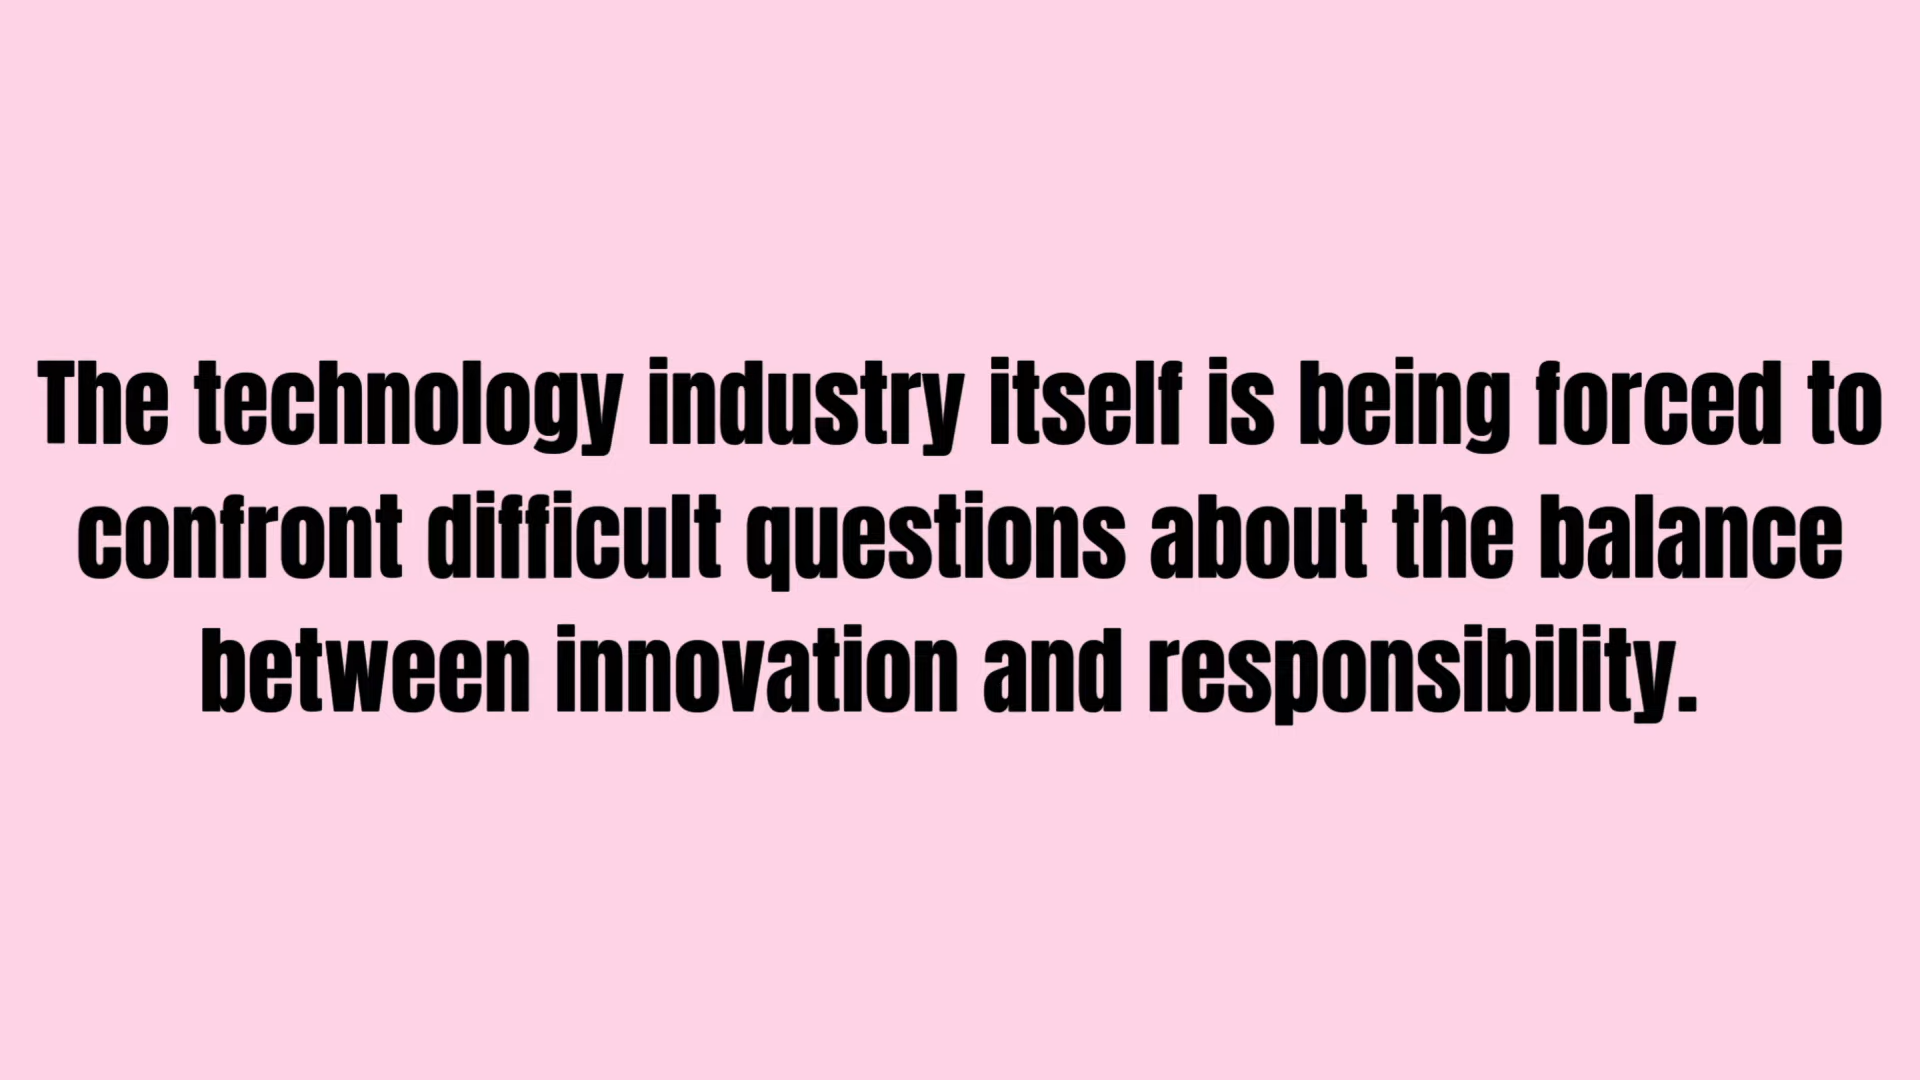 The technology industry itself is being forced to
confront difficult questions about the balance
between innovation and responsibility.